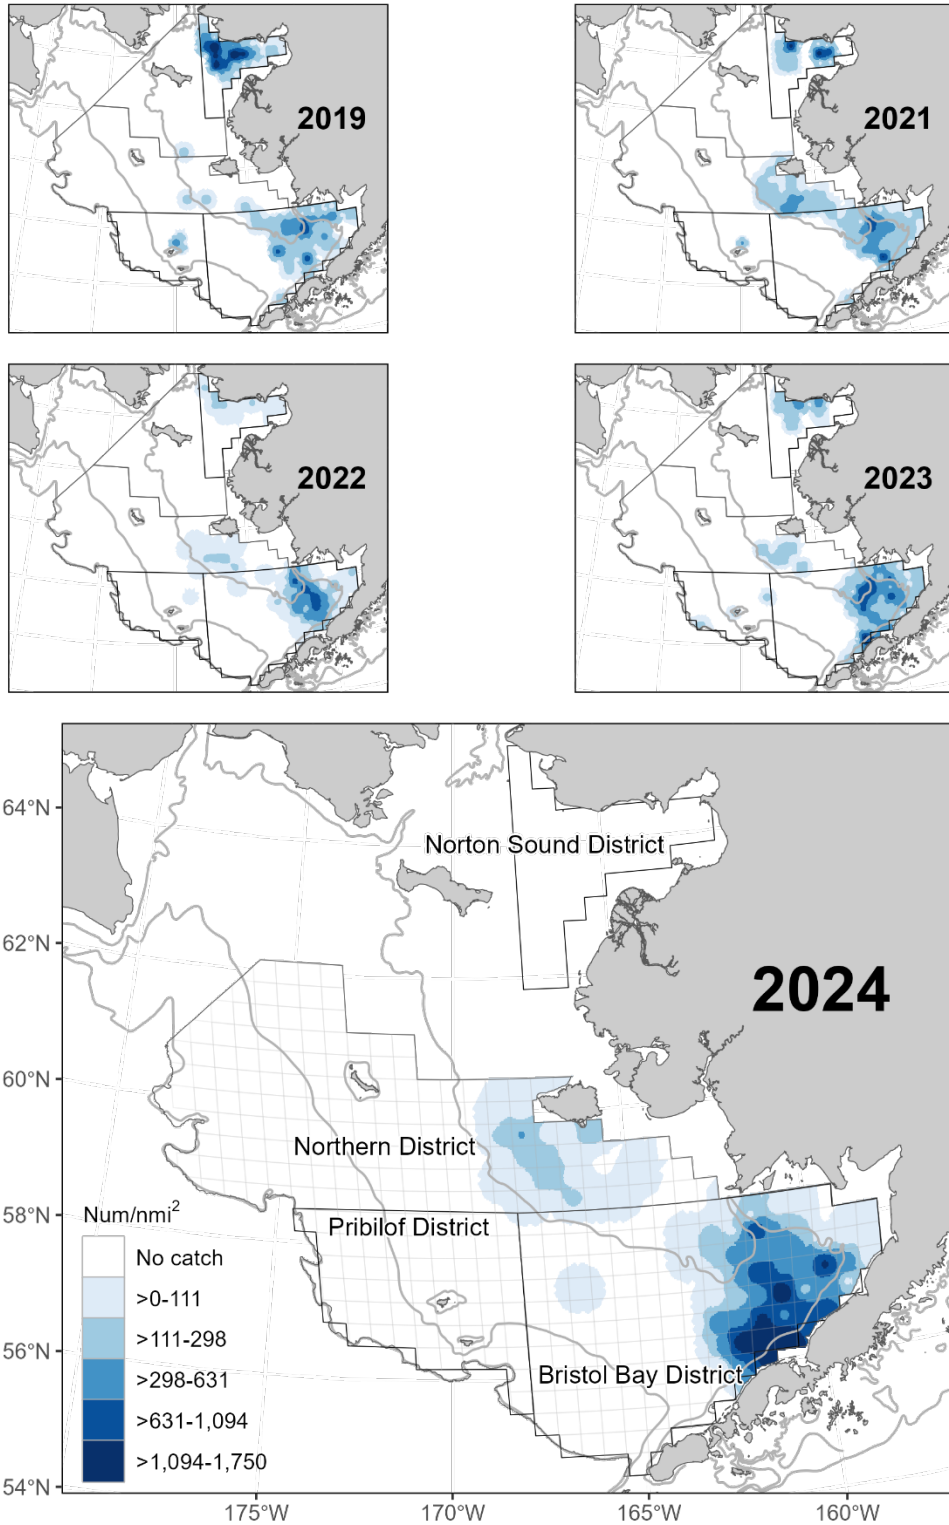 2019
2021
2022
2023
2024
Norton Sound District
Northern District
Pribilof District
Bristol Bay District
64°N
62°N
60°N
58°N
56°N
54°N
Num/nmi²
No catch
>0-111
>111-298
>298-631
>631-1,094
>1,094-1,750
175°W
170°W
165°W
160°W